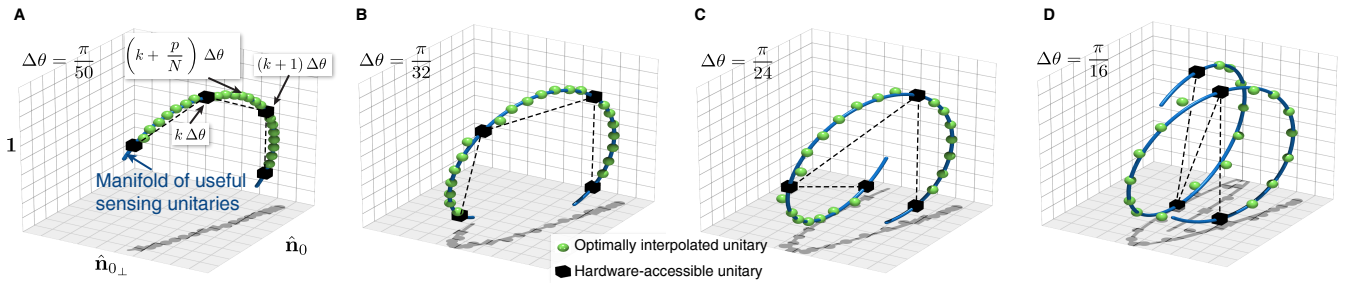 A
Δθ = π/50
(k + p/N) Δθ
(k+1) Δθ
k Δθ
1
Manifold of useful
sensing unitaries
n̂₀⊥
n̂₀
B
Δθ = π/32
C
Δθ = π/24
D
Δθ = π/16
Optimally interpolated unitary
Hardware-accessible unitary